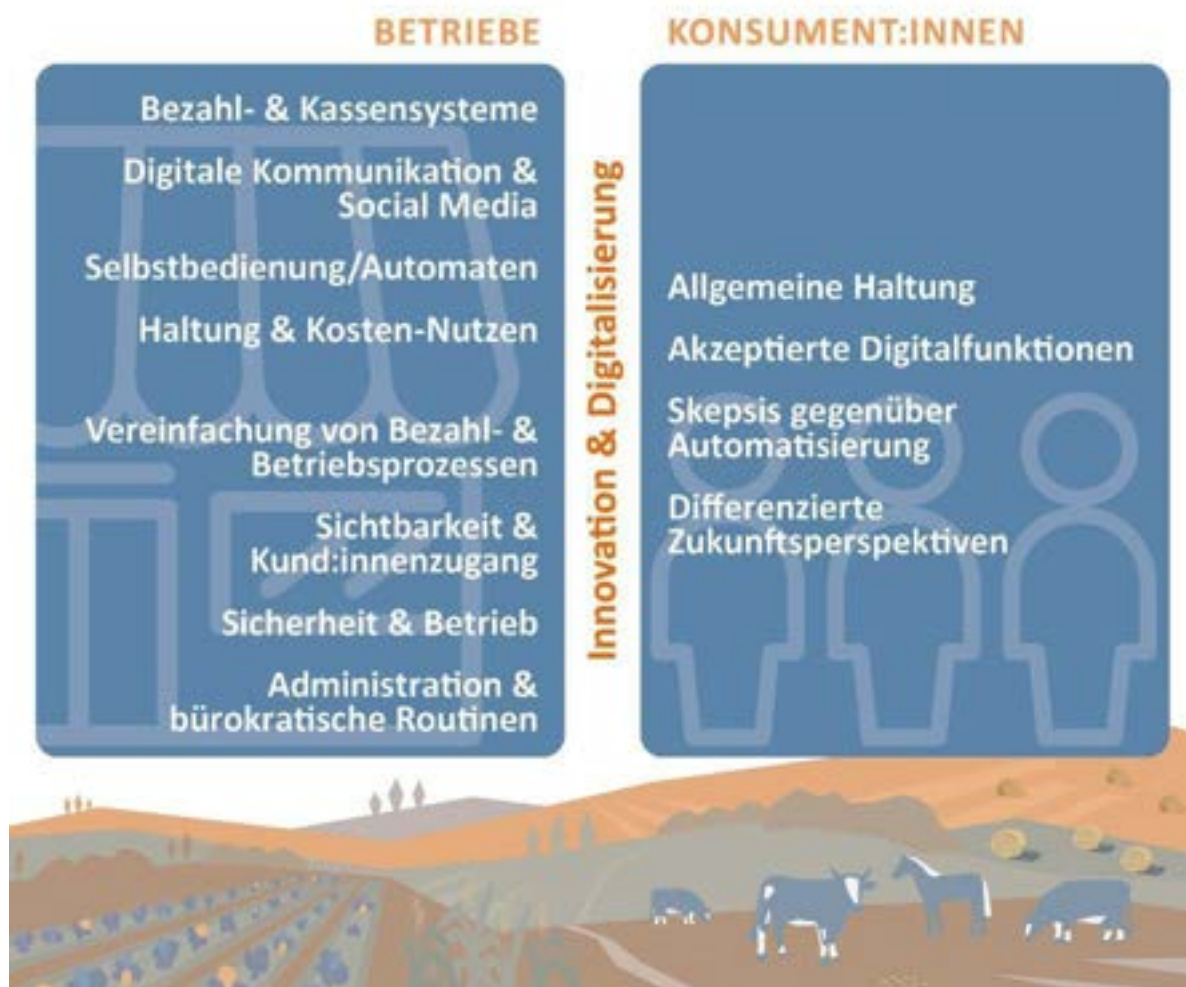 BETRIEBE
Bezahl- & Kassensysteme
Digitale Kommunikation &
Social Media
Selbstbedienung/Automaten
Haltung & Kosten-Nutzen
Vereinfachung von Bezahl- &
Betriebsprozessen
Sichtbarkeit &
Kund:innenzugang
Sicherheit & Betrieb
Administration &
bürokratische Routinen
Innovation & Digitalisierung
KONSUMENT:INNEN
Allgemeine Haltung
Akzeptierte Digitalfunktionen
Skepsis gegenüber
Automatisierung
Differenzierte
Zukunftsperspektiven